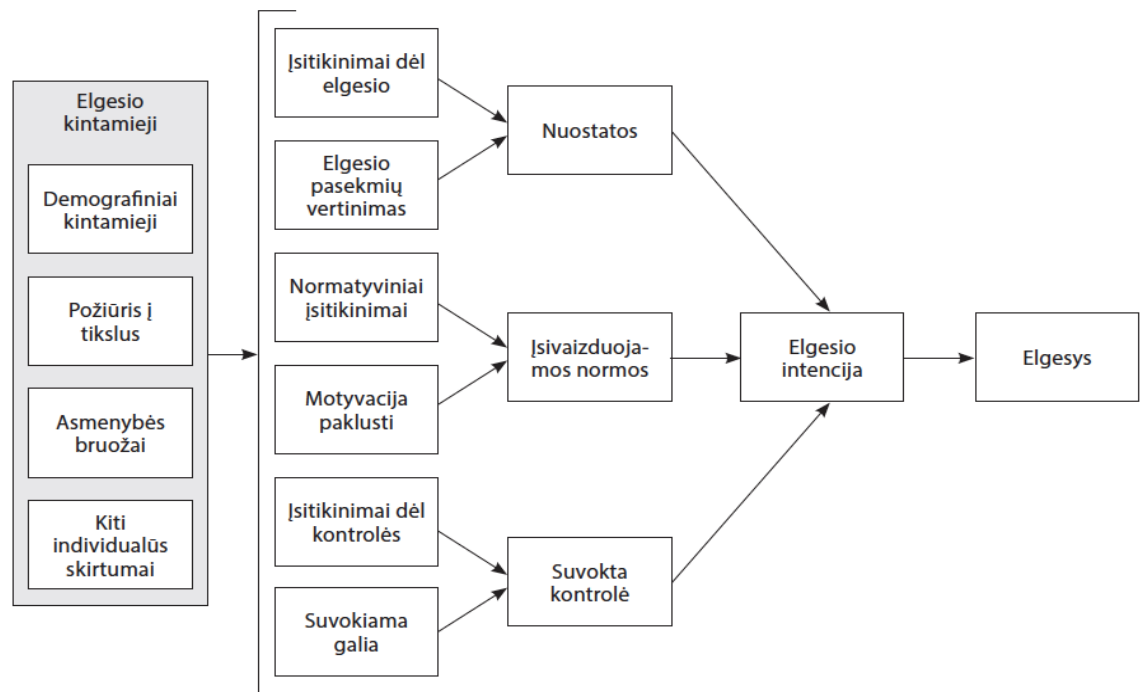 Elgesio
kintamieji
Demografiniai
kintamieji
Požiūris į
tikslus
Asmenybės
bruožai
Kiti
individualūs
skirtumai
Įsitikinimai dėl
elgesio
Elgesio
pasekmių
vertinimas
Normatyviniai
įsitikinimai
Motyvacija
paklusti
Įsitikinimai dėl
kontrolės
Suvokiama
galia
Nuostatos
Įsivaizduoja-
mos normos
Suvokta
kontrolė
Elgesio
intencija
Elgesys